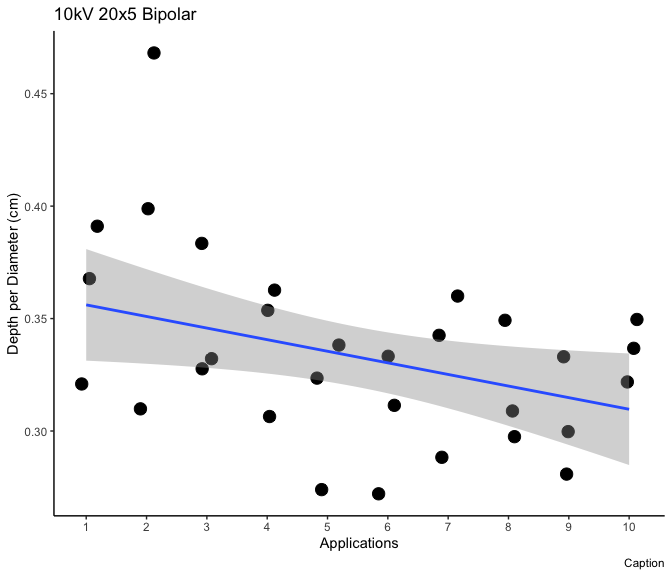 10kV 20x5 Bipolar
Depth per Diameter (cm)
0.45
0.40
0.35
0.30
1 2 3 4 5 6 7 8 9 10
Applications
Caption